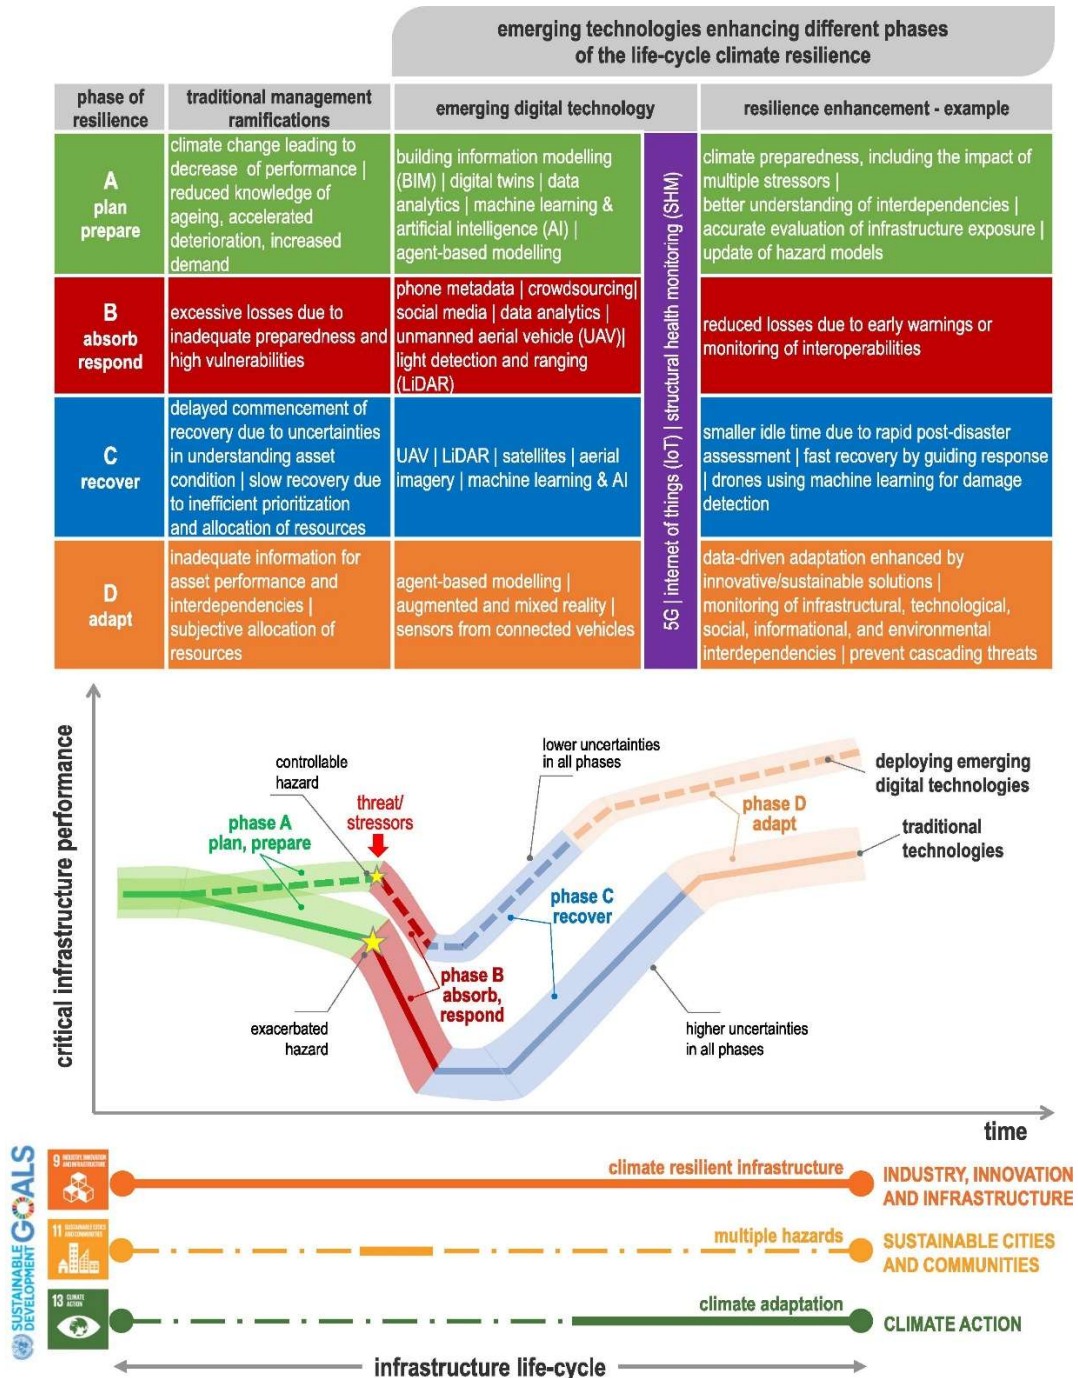 emerging technologies enhancing different phases
of the life-cycle climate resilience
phase of
resilience
traditional management
ramifications
emerging digital technology
resilience enhancement - example
A
plan
prepare
climate change leading to
decrease of performance |
reduced knowledge of
ageing, accelerated
deterioration, increased
demand
building information modelling
(BIM) | digital twins | data
analytics | machine learning &
artificial intelligence (AI) |
agent-based modelling
climate preparedness, including the impact of
multiple stressors |
better understanding of interdependencies |
accurate evaluation of infrastructure exposure |
update of hazard models
B
absorb
respond
excessive losses due to
inadequate preparedness and
high vulnerabilities
phone metadata | crowdsourcing|
social media | data analytics |
unmanned aerial vehicle (UAV)|
light detection and ranging
(LiDAR)
reduced losses due to early warnings or
monitoring of interoperabilities
C
recover
delayed commencement of
recovery due to uncertainties
in understanding asset
condition | slow recovery due
to inefficient prioritization
and allocation of resources
UAV | LiDAR | satellites | aerial
imagery | machine learning & AI
smaller idle time due to rapid post-disaster
assessment | fast recovery by guiding response
| drones using machine learning for damage
detection
D
adapt
inadequate information for
asset performance and
interdependencies |
subjective allocation of
resources
agent-based modelling |
augmented and mixed reality |
sensors from connected vehicles
data-driven adaptation enhanced by
innovative/sustainable solutions |
monitoring of infrastructural, technological,
social, informational, and environmental
interdependencies | prevent cascading threats
5G | internet of things (IoT) | structural health monitoring (SHM)
critical infrastructure performance
controllable
hazard
threat/
stressors
phase A
plan, prepare
lower uncertainties
in all phases
deploying emerging
digital technologies
phase D
adapt
traditional
technologies
phase C
recover
phase B
absorb,
respond
exacerbated
hazard
higher uncertainties
in all phases
time
SUSTAINABLE
DEVELOPMENT
GOALS
9 INDUSTRY, INNOVATION
AND INFRASTRUCTURE
climate resilient infrastructure
INDUSTRY, INNOVATION
AND INFRASTRUCTURE
11 SUSTAINABLE CITIES
AND COMMUNITIES
multiple hazards
SUSTAINABLE CITIES
AND COMMUNITIES
13 CLIMATE
ACTION
climate adaptation
CLIMATE ACTION
infrastructure life-cycle